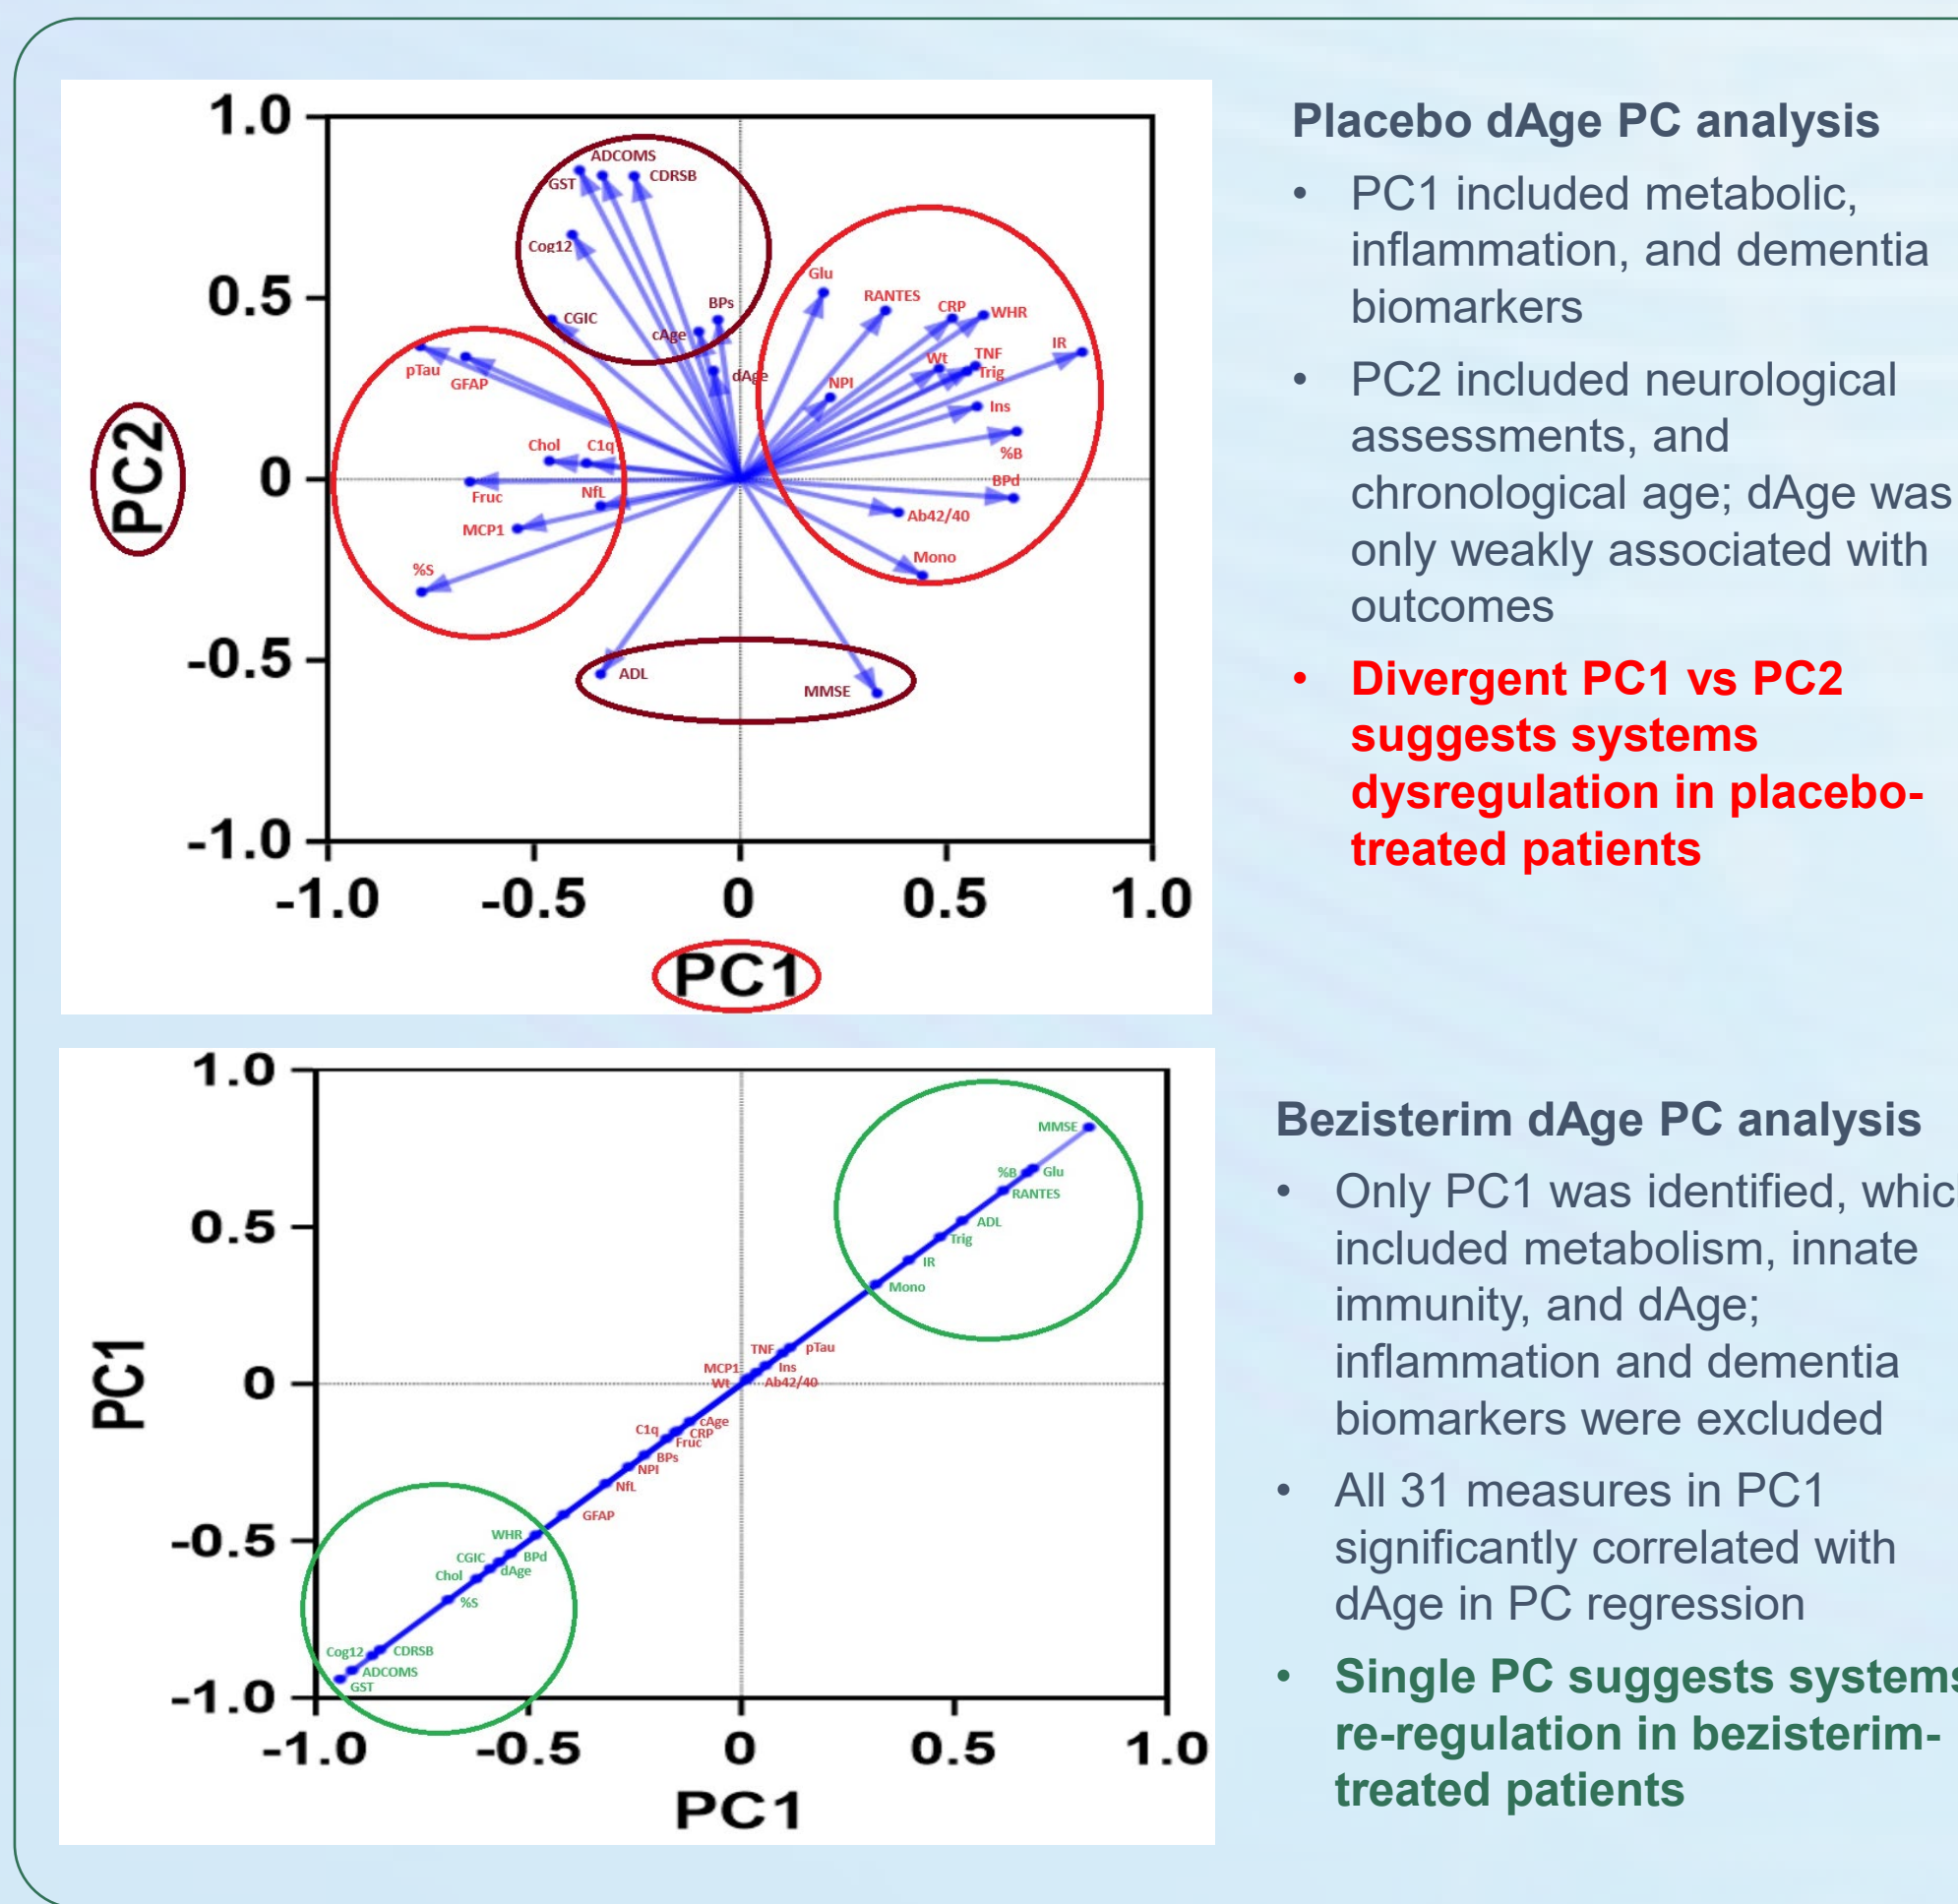 1.0
0.5
0
-0.5
-1.0
PC2
ADCOMS
GST
CDRSB
Cog12
CGIC
BPs
cAge
dAge
pTau
GFAP
Chol
C1q
Fruc
NfL
MCP1
%S
Glu
RANTES
CRP
WHR
IR
Wt
TNF
Trig
NPI
Ins
%B
BPd
Ab42/40
Mono
ADL
MMSE
-1.0 -0.5 0 0.5 1.0
PC1
Placebo dAge PC analysis
• PC1 included metabolic,
inflammation, and dementia
biomarkers
• PC2 included neurological
assessments, and
chronological age; dAge was
only weakly associated with
outcomes
• Divergent PC1 vs PC2
suggests systems
dysregulation in placebo-
treated patients
1.0
0.5
0
-0.5
-1.0
PC1
MMSE
%B Glu
RANTES
ADL
Trig
IR
Mono
TNF pTau
MCP1 Ins
Wt Ab42/40
cAge
C1q CRP
Fruc
BPs
NPI
NfL
GFAP
WHR
CGIC BPd
Chol dAge
%S
Cog12 CDRSB
ADCOMS
GST
-1.0 -0.5 0 0.5 1.0
PC1
Bezisterim dAge PC analysis
• Only PC1 was identified, whic
included metabolism, innate
immunity, and dAge;
inflammation and dementia
biomarkers were excluded
• All 31 measures in PC1
significantly correlated with
dAge in PC regression
• Single PC suggests systems
re-regulation in bezisterim-
treated patients